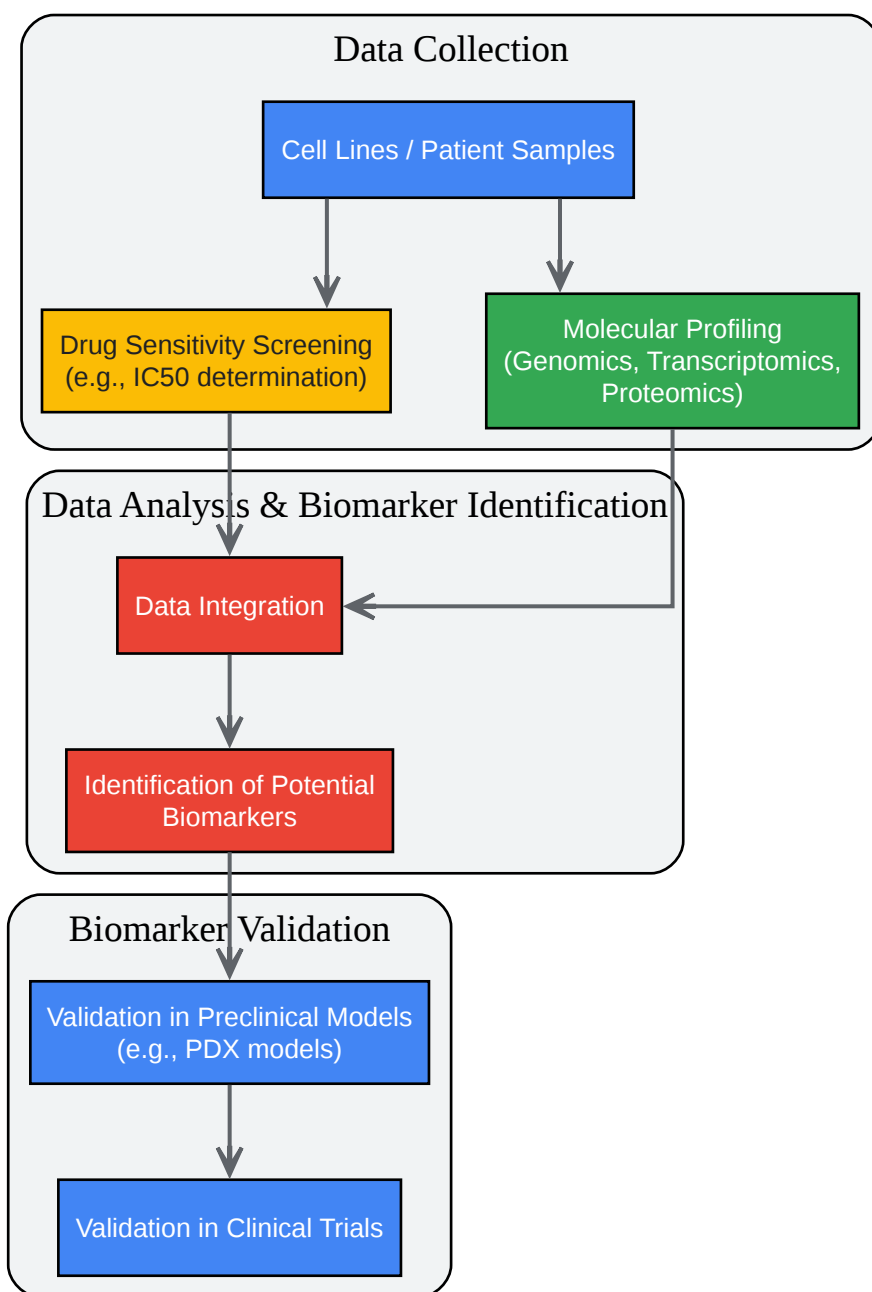 Data Collection
Cell Lines / Patient Samples
Drug Sensitivity Screening
(e.g., IC50 determination)
Molecular Profiling
(Genomics, Transcriptomics,
Proteomics)
Data Analysis & Biomarker Identification
Data Integration
Identification of Potential
Biomarkers
Biomarker Validation
Validation in Preclinical Models
(e.g., PDX models)
Validation in Clinical Trials